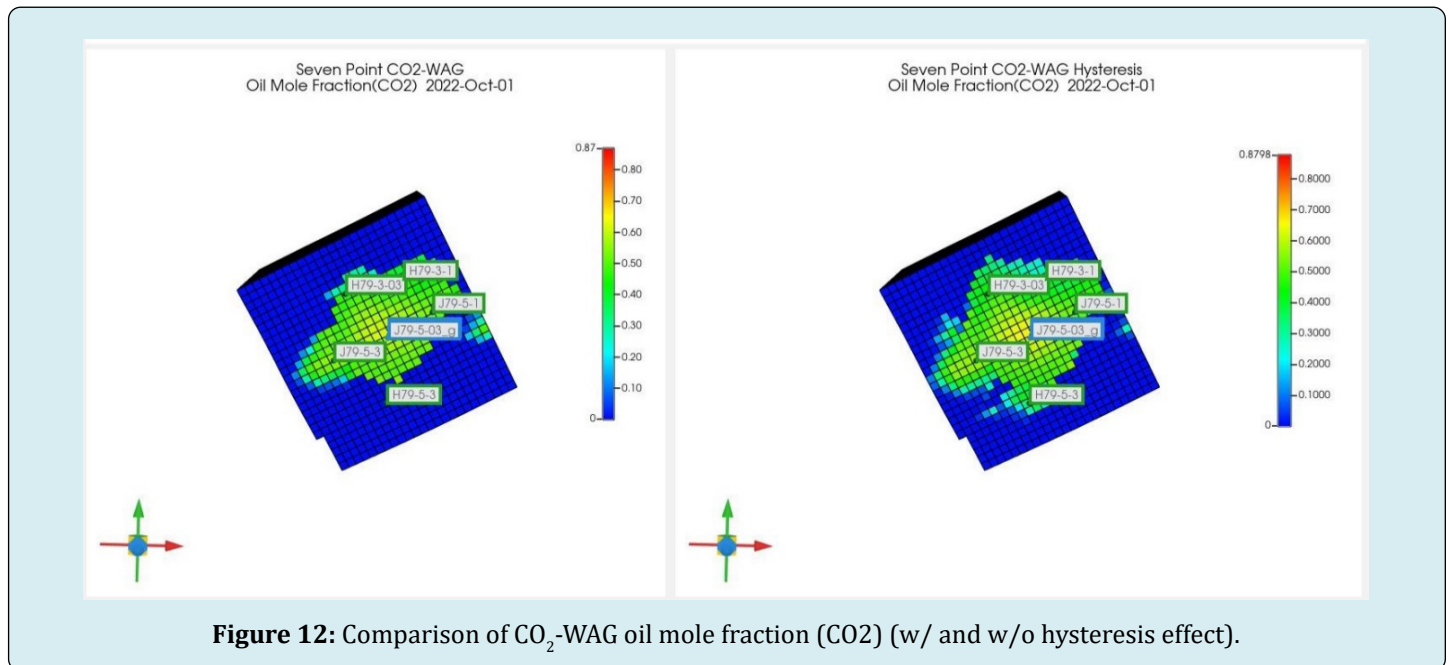 Seven Point CO2-WAG
Oil Mole Fraction(CO2) 2022-Oct-01
0.87
0.80
0.70
0.60
0.50
0.40
0.30
0.20
0.10
0
H79-3-1
H79-3-03
J79-5-1
J79-5-03_g
J79-5-3
H79-5-3
Seven Point CO2-WAG Hysteresis
Oil Mole Fraction(CO2) 2022-Oct-01
0.8798
0.8000
0.7000
0.6000
0.5000
0.4000
0.3000
0.2000
0.1000
0
H79-3-1
H79-3-03
J79-5-1
J79-5-03_g
J79-5-3
H79-5-3
Figure 12: Comparison of CO₂-WAG oil mole fraction (CO2) (w/ and w/o hysteresis effect).